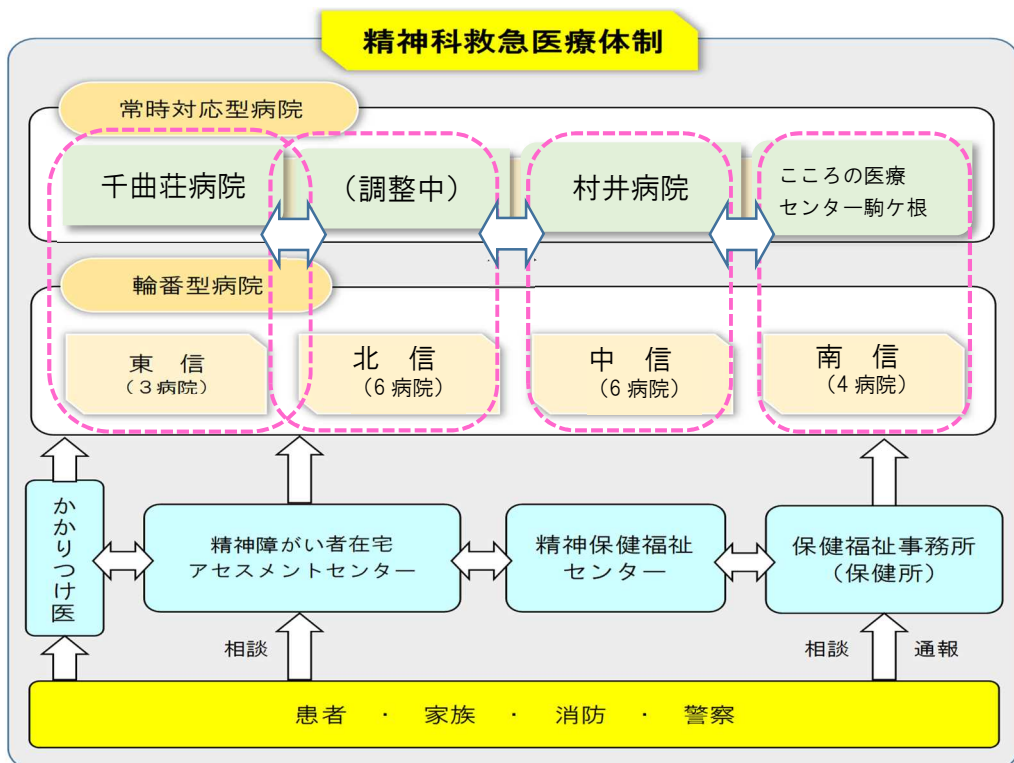 精神科救急医療体制
常時対応型病院
千曲荘病院
（調整中）
村井病院
こころの医療
センター駒ケ根
輪番型病院
東　信
（3病院）
北　信
（6 病院）
中　信
（6 病院）
南　信
（4 病院）
かかりつけ医
精神障がい者在宅
アセスメントセンター
精神保健福祉
センター
保健福祉事務所
（保健所）
相談
相談
通報
患者　・　家族　・　消防　・　警察